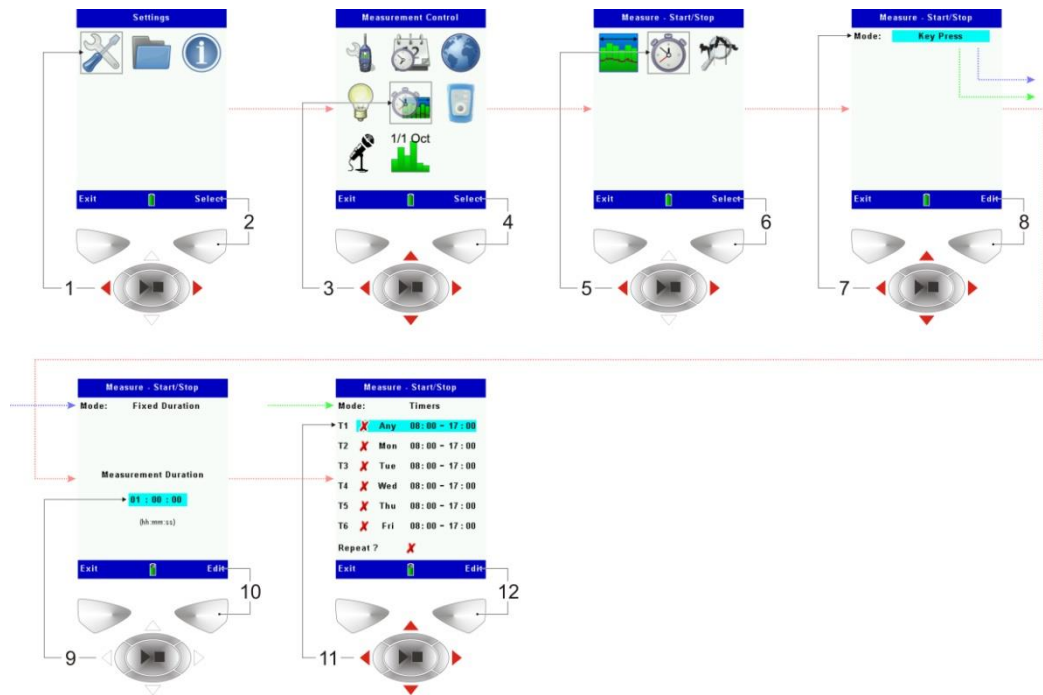 Settings
Exit
Select
1
2
Measurement Control
1/1 Oct
Exit
Select
3
4
Measure - Start/Stop
Exit
Select
5
6
Measure - Start/Stop
Mode: Key Press
Exit
Edit
7
8
Measure - Start/Stop
Mode: Fixed Duration
Measurement Duration
01 : 00 : 00
(hh:mm:ss)
Exit
Edit
9
10
Measure - Start/Stop
Mode: Timers
T1 ✗ Any 08:00 - 17:00
T2 ✗ Mon 08:00 - 17:00
T3 ✗ Tue 08:00 - 17:00
T4 ✗ Wed 08:00 - 17:00
T5 ✗ Thu 08:00 - 17:00
T6 ✗ Fri 08:00 - 17:00
Repeat ? ✗
Exit
Edit
11
12